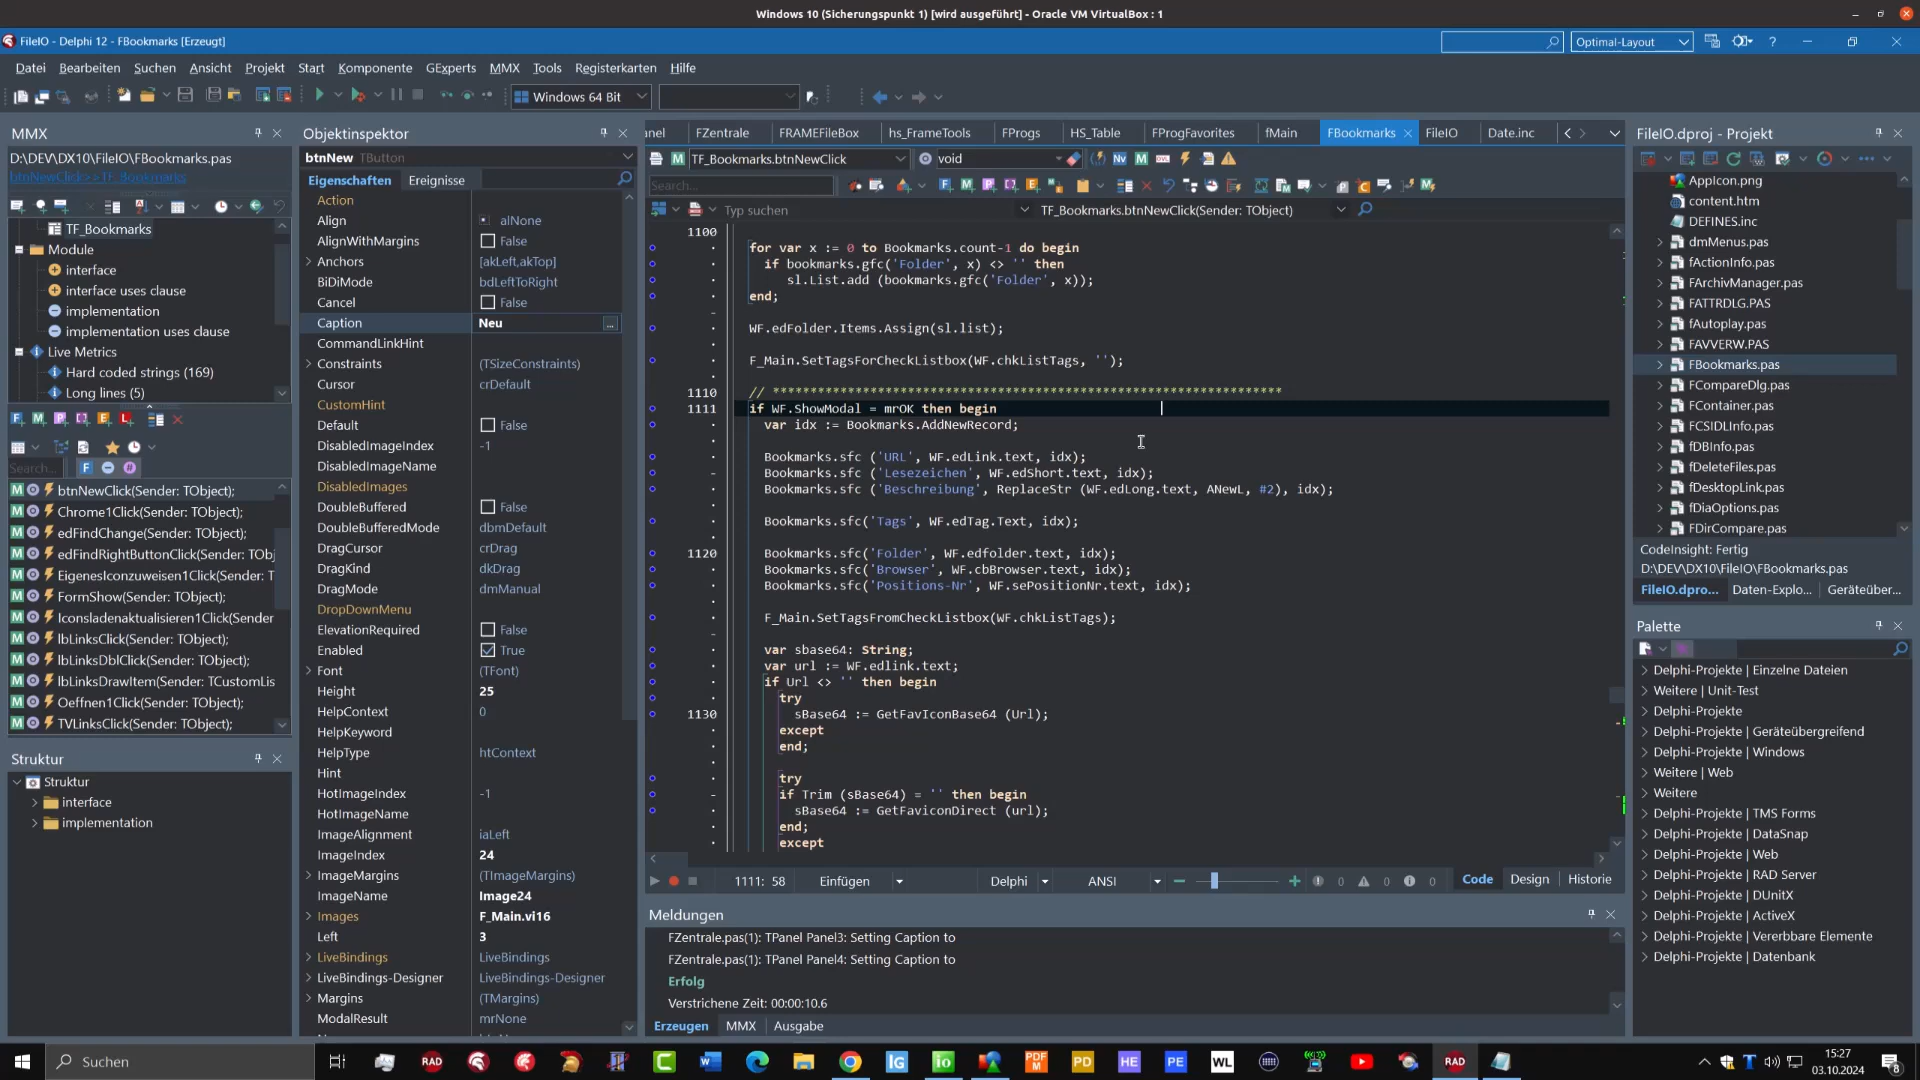 Windows 10 (Sicherungspunkt 1) [wird ausgeführt] - Oracle VM VirtualBox : 1
FileIO - Delphi 12 - FBookmarks [Erzeugt]
Optimal-Layout
Datei Bearbeiten Suchen Ansicht Projekt Start Komponente GExperts MMX Tools Registerkarten Hilfe
Windows 64 Bit
MMX
D:\DEV\DX10\FileIO\FBookmarks.pas
btnNewClick>>TF_Bookmarks
TF_Bookmarks
Module
interface
interface uses clause
implementation
implementation uses clause
Live Metrics
Hard coded strings (169)
Long lines (5)
Search...
btnNewClick(Sender: TObject);
Chrome1Click(Sender: TObject);
edFindChange(Sender: TObject);
edFindRightButtonClick(Sender: TObj
EigenesIconzuweisen1Click(Sender: T
FormShow(Sender: TObject);
Iconsladenaktualisieren1Click(Sender
lbLinksClick(Sender: TObject);
lbLinksDblClick(Sender: TObject);
lbLinksDrawItem(Sender: TCustomLis
Oeffnen1Click(Sender: TObject);
TVLinksClick(Sender: TObject);
Struktur
Struktur
interface
implementation
Objektinspektor
btnNew TButton
Eigenschaften Ereignisse
Action
Align alNone
AlignWithMargins False
Anchors [akLeft,akTop]
BiDiMode bdLeftToRight
Cancel False
Caption Neu
CommandLinkHint
Constraints (TSizeConstraints)
Cursor crDefault
CustomHint
Default False
DisabledImageIndex -1
DisabledImageName
DisabledImages
DoubleBuffered False
DoubleBufferedMode dbmDefault
DragCursor crDrag
DragKind dkDrag
DragMode dmManual
DropDownMenu
ElevationRequired False
Enabled True
Font (TFont)
Height 25
HelpContext 0
HelpKeyword
HelpType htContext
Hint
HotImageIndex -1
HotImageName
ImageAlignment iaLeft
ImageIndex 24
ImageMargins (TImageMargins)
ImageName Image24
Images F_Main.vi16
Left 3
LiveBindings LiveBindings
LiveBindings-Designer LiveBindings-Designer
Margins (TMargins)
ModalResult mrNone
anel FZentrale FRAMEFileBox hs_FrameTools FProgs HS_Table FProgFavorites fMain FBookmarks FileIO Date.inc
TF_Bookmarks.btnNewClick void
Search...
Typ suchen TF_Bookmarks.btnNewClick(Sender: TObject)
1100
for var x := 0 to Bookmarks.count-1 do begin
if bookmarks.gfc('Folder', x) <> '' then
sl.List.add (bookmarks.gfc('Folder', x));
end;
WF.edFolder.Items.Assign(sl.list);
F_Main.SetTagsForCheckListbox(WF.chkListTags, '');
1110 // ********************************************************************
1111 if WF.ShowModal = mrOK then begin
var idx := Bookmarks.AddNewRecord;
Bookmarks.sfc ('URL', WF.edLink.text, idx);
Bookmarks.sfc ('Lesezeichen', WF.edShort.text, idx);
Bookmarks.sfc ('Beschreibung', ReplaceStr (WF.edLong.text, ANewL, #2), idx);
Bookmarks.sfc('Tags', WF.edTag.Text, idx);
1120 Bookmarks.sfc('Folder', WF.edfolder.text, idx);
Bookmarks.sfc('Browser', WF.cbBrowser.text, idx);
Bookmarks.sfc('Positions-Nr', WF.sePositionNr.text, idx);
F_Main.SetTagsFromCheckListbox(WF.chkListTags);
var sbase64: String;
var url := WF.edlink.text;
if Url <> '' then begin
try
1130 sBase64 := GetFavIconBase64 (Url);
except
end;
try
if Trim (sBase64) = '' then begin
sBase64 := GetFaviconDirect (url);
end;
except
1111: 58 Einfügen Delphi ANSI 0 0 0 Code Design Historie
Meldungen
FZentrale.pas(1): TPanel Panel3: Setting Caption to
FZentrale.pas(1): TPanel Panel4: Setting Caption to
Erfolg
Verstrichene Zeit: 00:00:10.6
Erzeugen MMX Ausgabe
FileIO.dproj - Projekt
AppIcon.png
content.htm
DEFINES.inc
dmMenus.pas
fActionInfo.pas
fArchivManager.pas
FATTRDLG.PAS
fAutoplay.pas
FAVVERW.PAS
FBookmarks.pas
FCompareDlg.pas
FContainer.pas
FCSIDLInfo.pas
fDBInfo.pas
fDeleteFiles.pas
fDesktopLink.pas
fDiaOptions.pas
FDirCompare.pas
CodeInsight: Fertig
D:\DEV\DX10\FileIO\FBookmarks.pas
FileIO.dpro... Daten-Explo... Geräteüber...
Palette
Delphi-Projekte | Einzelne Dateien
Weitere | Unit-Test
Delphi-Projekte
Delphi-Projekte | Geräteübergreifend
Delphi-Projekte | Windows
Weitere | Web
Weitere
Delphi-Projekte | TMS Forms
Delphi-Projekte | DataSnap
Delphi-Projekte | Web
Delphi-Projekte | RAD Server
Delphi-Projekte | DUnitX
Delphi-Projekte | ActiveX
Delphi-Projekte | Vererbbare Elemente
Delphi-Projekte | Datenbank
Suchen
RAD IG io PDF M PD HE PE WL RAD
15:27
03.10.2024
8